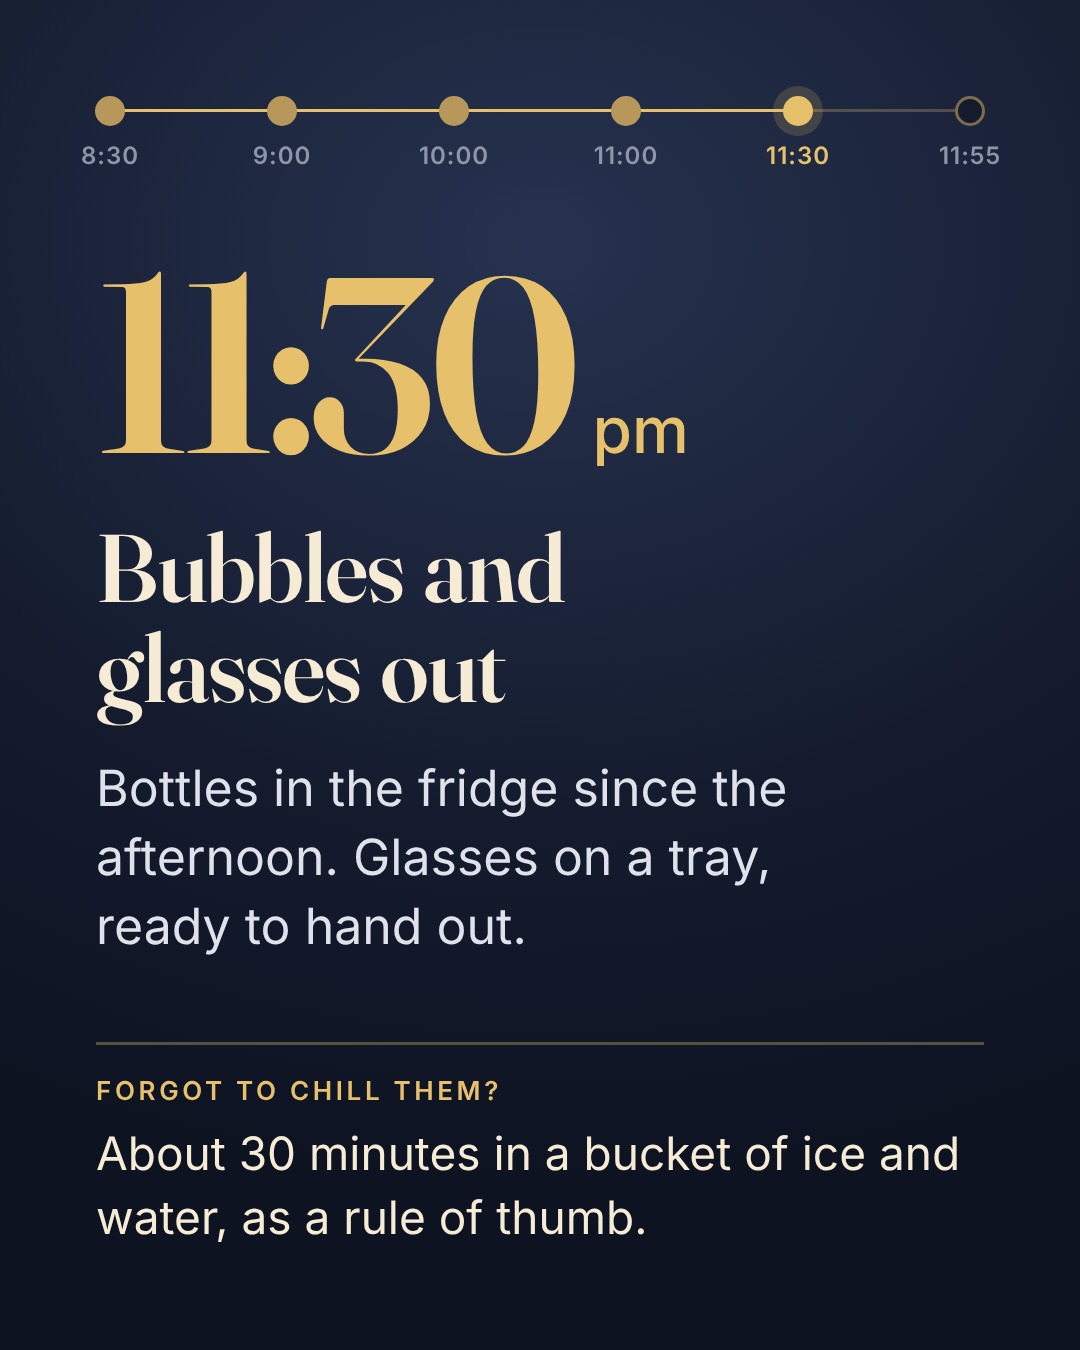 8:30 9:00 10:00 11:00 11:30 11:55
11:30 pm
Bubbles and
glasses out
Bottles in the fridge since the
afternoon. Glasses on a tray,
ready to hand out.
FORGOT TO CHILL THEM?
About 30 minutes in a bucket of ice and
water, as a rule of thumb.